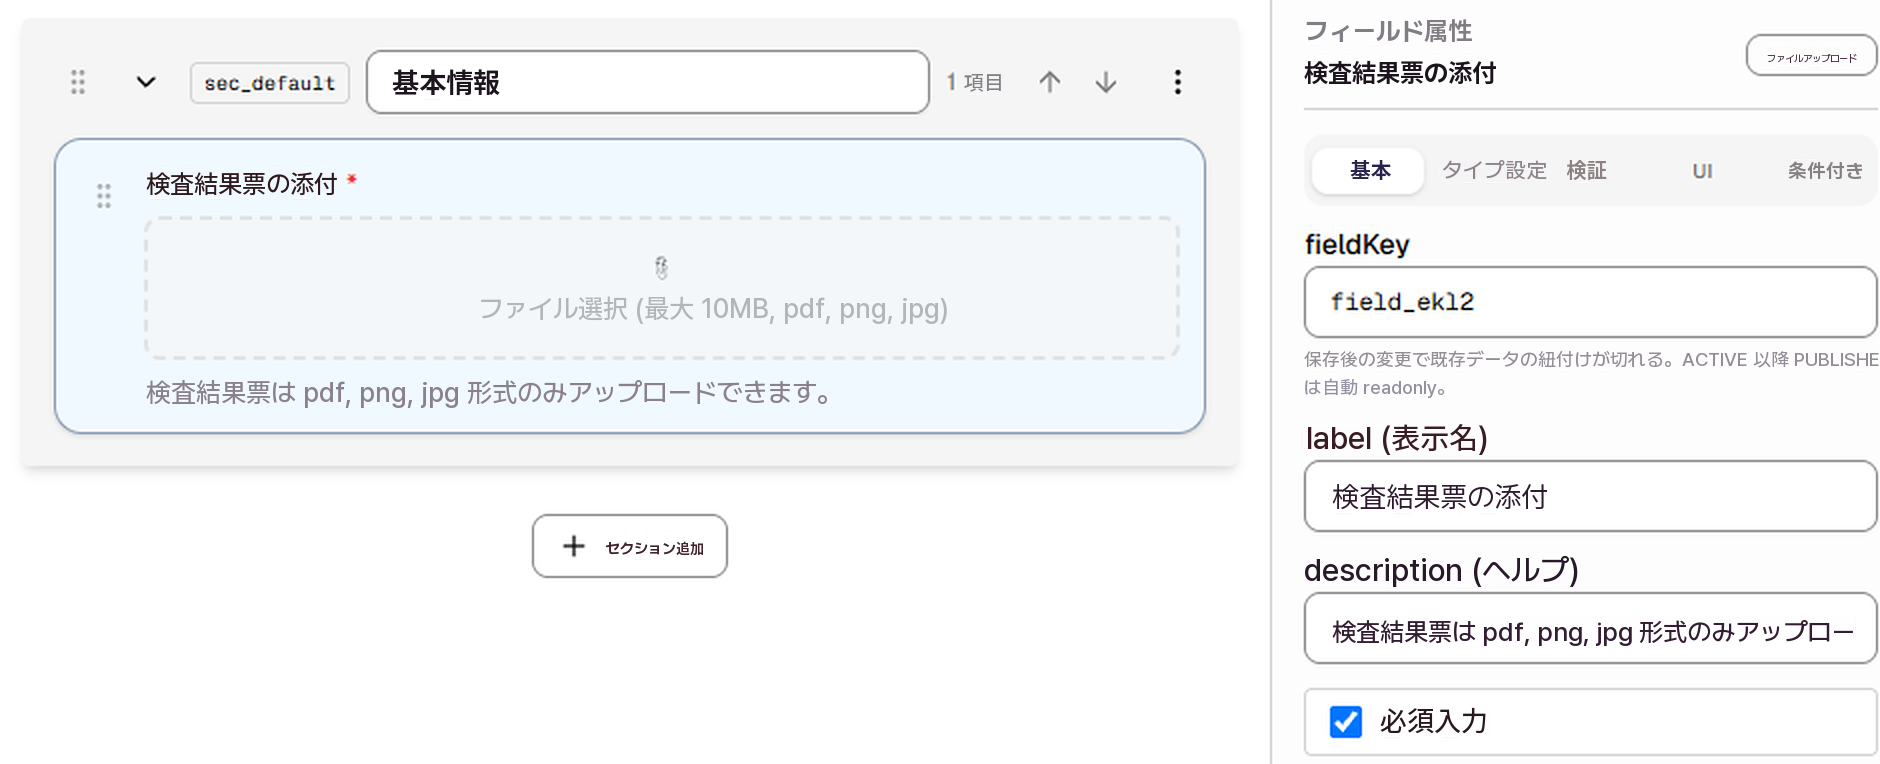 sec_default 基本情報 1 項目
検査結果票の添付 *
ファイル選択 (最大 10MB, pdf, png, jpg)
検査結果票は pdf, png, jpg 形式のみアップロードできます。
セクション追加
フィールド属性
検査結果票の添付
ファイルアップロード
基本 タイプ設定 検証 UI 条件付き
fieldKey
field_ekl2
保存後の変更で既存データの紐付けが切れる。ACTIVE 以降 PUBLISHE
は自動 readonly。
label (表示名)
検査結果票の添付
description (ヘルプ)
検査結果票は pdf, png, jpg 形式のみアップロー
必須入力